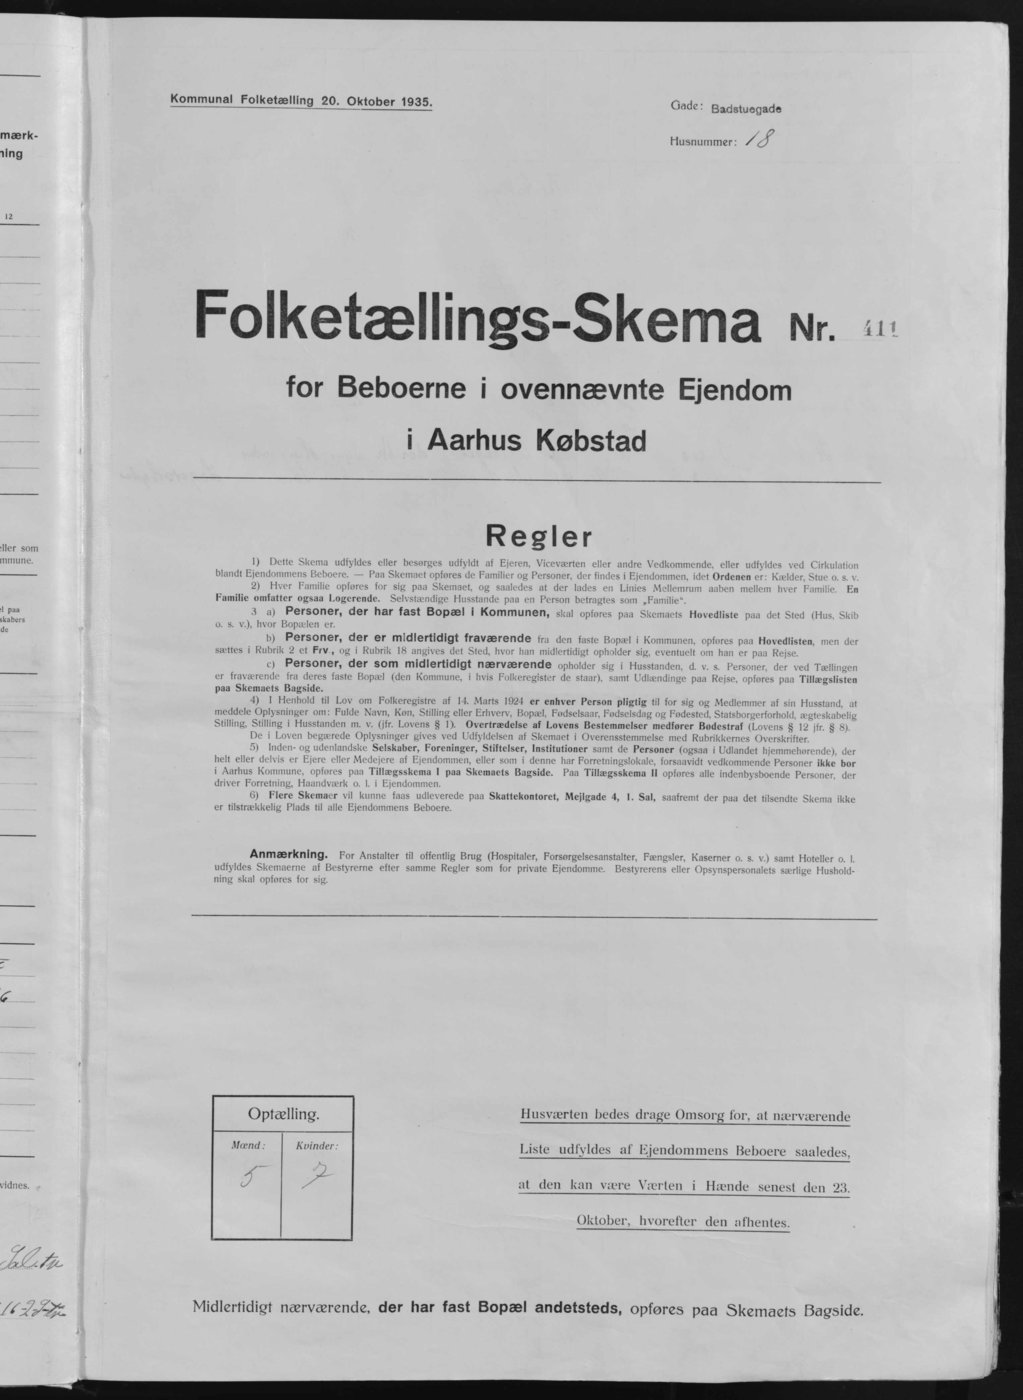 Kommunal Folketælling 20. Oktober 1935.
Gade: Badstuegade
Husnummer: 18
Folketællings-Skema Nr. 411
for Beboerne i ovennævnte Ejendom
i Aarhus Købstad
Regler
1) Dette Skema udfyldes eller besørges udfyldt af Ejeren, Viceværten eller andre Vedkommende, eller udfyldes ved Cirkulation
blandt Ejendommens Beboere. — Paa Skemaet opføres de Familier og Personer, der findes i Ejendommen, idet Ordenen er: Kælder, Stue o. s. v.
2) Hver Familie opføres for sig paa Skemaet, og saaledes at der lades en Linies Mellemrum aaben mellem hver Familie. En
Familie omfatter ogsaa Logerende. Selvstændige Husstande paa en Person betragtes som „Familie“.
3 a) Personer, der har fast Bopæl i Kommunen, skal opføres paa Skemaets Hovedliste paa det Sted (Hus, Skib
o. s. v.), hvor Bopælen er.
b) Personer, der er midlertidigt fraværende fra den faste Bopæl i Kommunen, opføres paa Hovedlisten, men der
sættes i Rubrik 2 et Frv., og i Rubrik 18 angives det Sted, hvor han midlertidigt opholder sig, eventuelt om han er paa Rejse.
c) Personer, der som midlertidigt nærværende opholder sig i Husstanden, d. v. s. Personer, der ved Tællingen
er fraværende fra deres faste Bopæl (den Kommune, i hvis Folkeregister de staar), samt Udlændinge paa Rejse, opføres paa Tillægslisten
paa Skemaets Bagside.
4) I Henhold til Lov om Folkeregistre af 14. Marts 1924 er enhver Person pligtig til for sig og Medlemmer af sin Husstand, at
meddele Oplysninger om: Fulde Navn, Køn, Stilling eller Erhverv, Bopæl, Fødselsaar, Fødselsdag og Fødested, Statsborgerforhold, ægteskabelig
Stilling, Stilling i Husstanden m. v. (jfr. Lovens § 1). Overtrædelse af Lovens Bestemmelser medfører Bødestraf (Lovens § 12 jfr. § 8).
De i Loven begærede Oplysninger gives ved Udfyldelsen af Skemaet i Overensstemmelse med Rubrikkernes Overskrifter.
5) Inden- og udenlandske Selskaber, Foreninger, Stiftelser, Institutioner samt de Personer (ogsaa i Udlandet hjemmehørende), der
helt eller delvis er Ejere eller Medejere af Ejendommen, eller som i denne har Forretningslokale, forsaavidt vedkommende Personer ikke bor
i Aarhus Kommune, opføres paa Tillægsskema I paa Skemaets Bagside. Paa Tillægsskema II opføres alle indenbysboende Personer, der
driver Forretning, Haandværk o. l. i Ejendommen.
6) Flere Skemaer vil kunne faas udleverede paa Skattekontoret, Mejlgade 4, 1. Sal, saafremt der paa det tilsendte Skema ikke
er tilstrækkelig Plads til alle Ejendommens Beboere.
Anmærkning. For Anstalter til offentlig Brug (Hospitaler, Forsørgelsesanstalter, Fængsler, Kaserner o. s. v.) samt Hoteller o. l.
udfyldes Skemaerne af Bestyrerne efter samme Regler som for private Ejendomme. Bestyrerens eller Opsynspersonalets særlige Hushold-
ning skal opføres for sig.
Optælling.
Mænd: Kvinder:
5 7
Husværten bedes drage Omsorg for, at nærværende
Liste udfyldes af Ejendommens Beboere saaledes,
at den kan være Værten i Hænde senest den 23.
Oktober, hvorefter den afhentes.
Midlertidigt nærværende, der har fast Bopæl andetsteds, opføres paa Skemaets Bagside.
mærk-
ning
12
eller som
mmune.
el paa
skabers
de
6
vidnes.